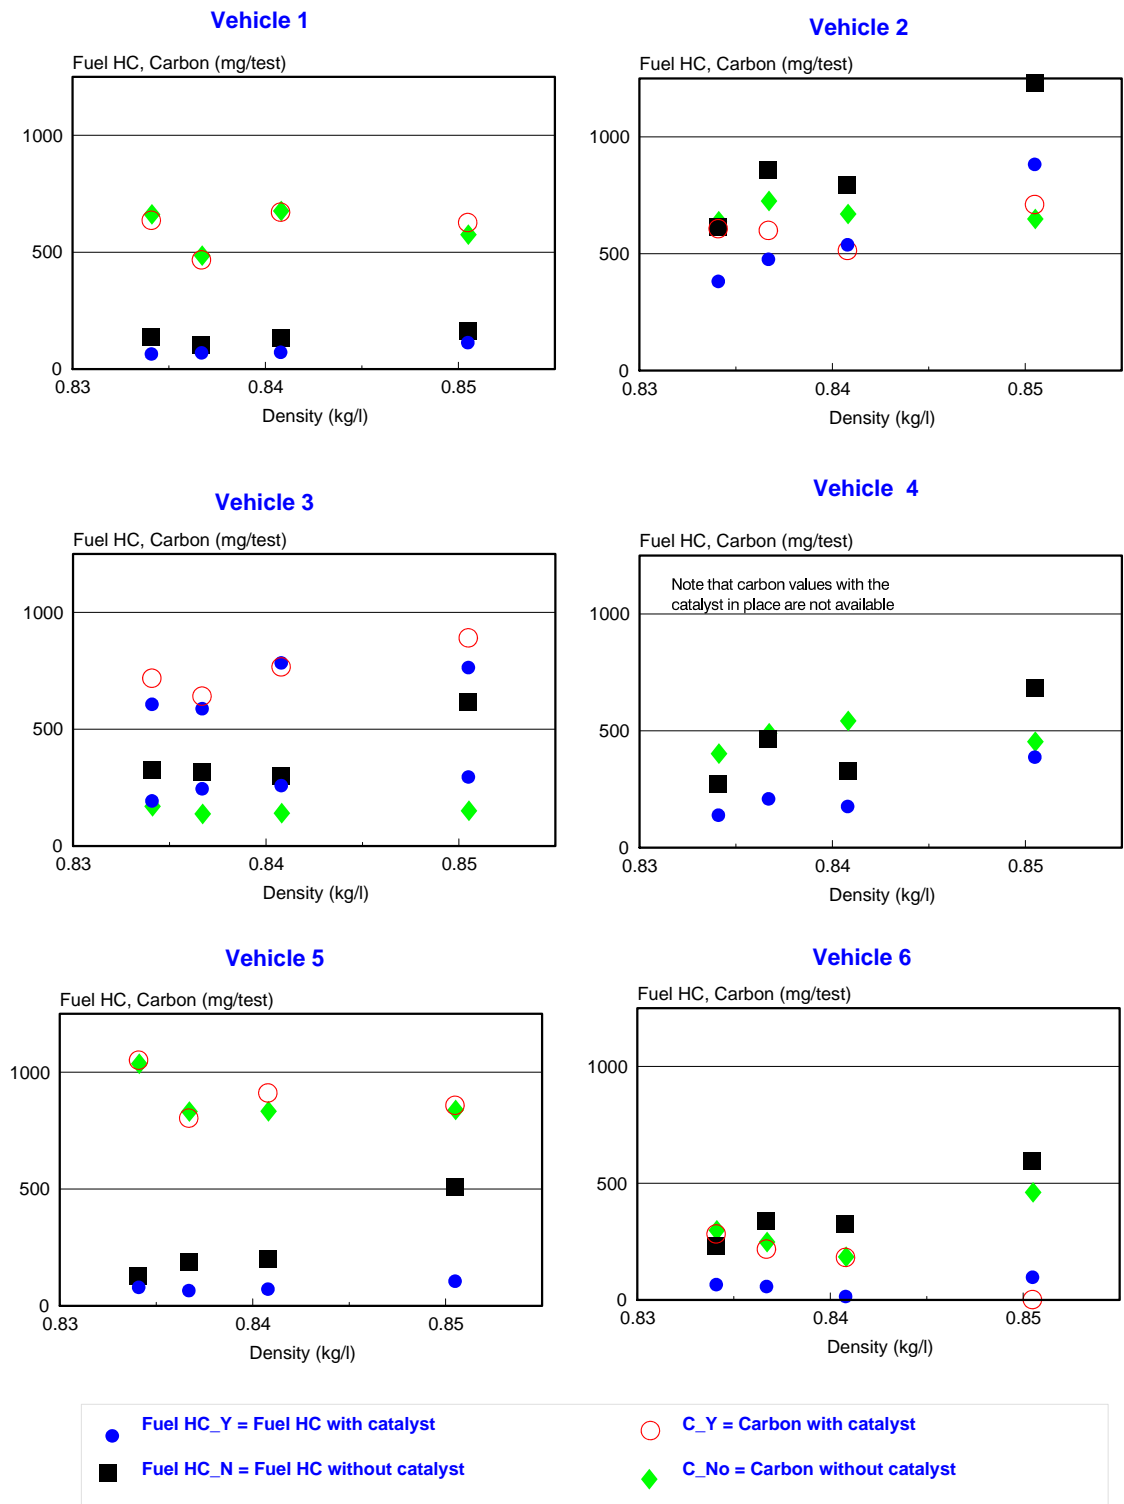 Vehicle 1
Fuel HC, Carbon (mg/test)
1000
500
0
0.83
0.84
0.85
Density (kg/l)
Vehicle 2
Fuel HC, Carbon (mg/test)
1000
500
0
0.83
0.84
0.85
Density (kg/l)
Vehicle 3
Fuel HC, Carbon (mg/test)
1000
500
0
0.83
0.84
0.85
Density (kg/l)
Vehicle 4
Fuel HC, Carbon (mg/test)
Note that carbon values with the
catalyst in place are not available
1000
500
0
0.83
0.84
0.85
Density (kg/l)
Vehicle 5
Fuel HC, Carbon (mg/test)
1000
500
0
0.83
0.84
0.85
Density (kg/l)
Vehicle 6
Fuel HC, Carbon (mg/test)
1000
500
0
0.83
0.84
0.85
Density (kg/l)
Fuel HC_Y = Fuel HC with catalyst
C_Y = Carbon with catalyst
Fuel HC_N = Fuel HC without catalyst
C_No = Carbon without catalyst